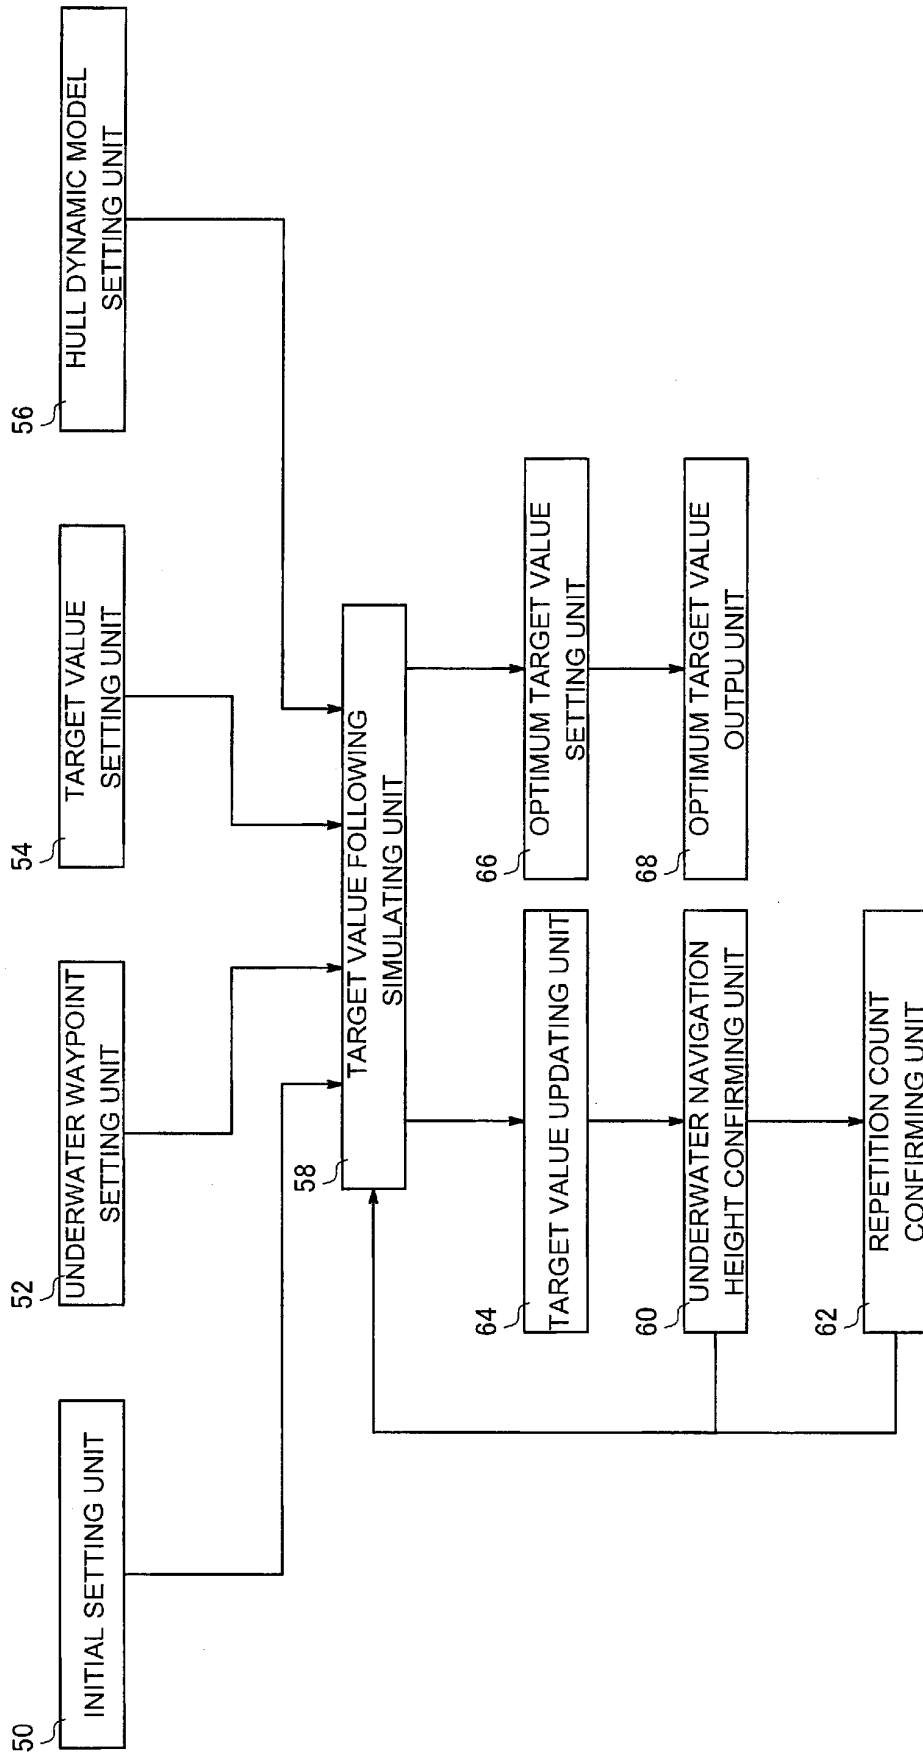 50
INITIAL SETTING UNIT
52
UNDERWATER WAYPOINT
SETTING UNIT
54
TARGET VALUE
SETTING UNIT
56
HULL DYNAMIC MODEL
SETTING UNIT
58
TARGET VALUE FOLLOWING
SIMULATING UNIT
64
TARGET VALUE UPDATING UNIT
66
OPTIMUM TARGET VALUE
SETTING UNIT
60
UNDERWATER NAVIGATION
HEIGHT CONFIRMING UNIT
68
OPTIMUM TARGET VALUE
OUTPU UNIT
62
REPETITION COUNT
CONFIRMING UNIT